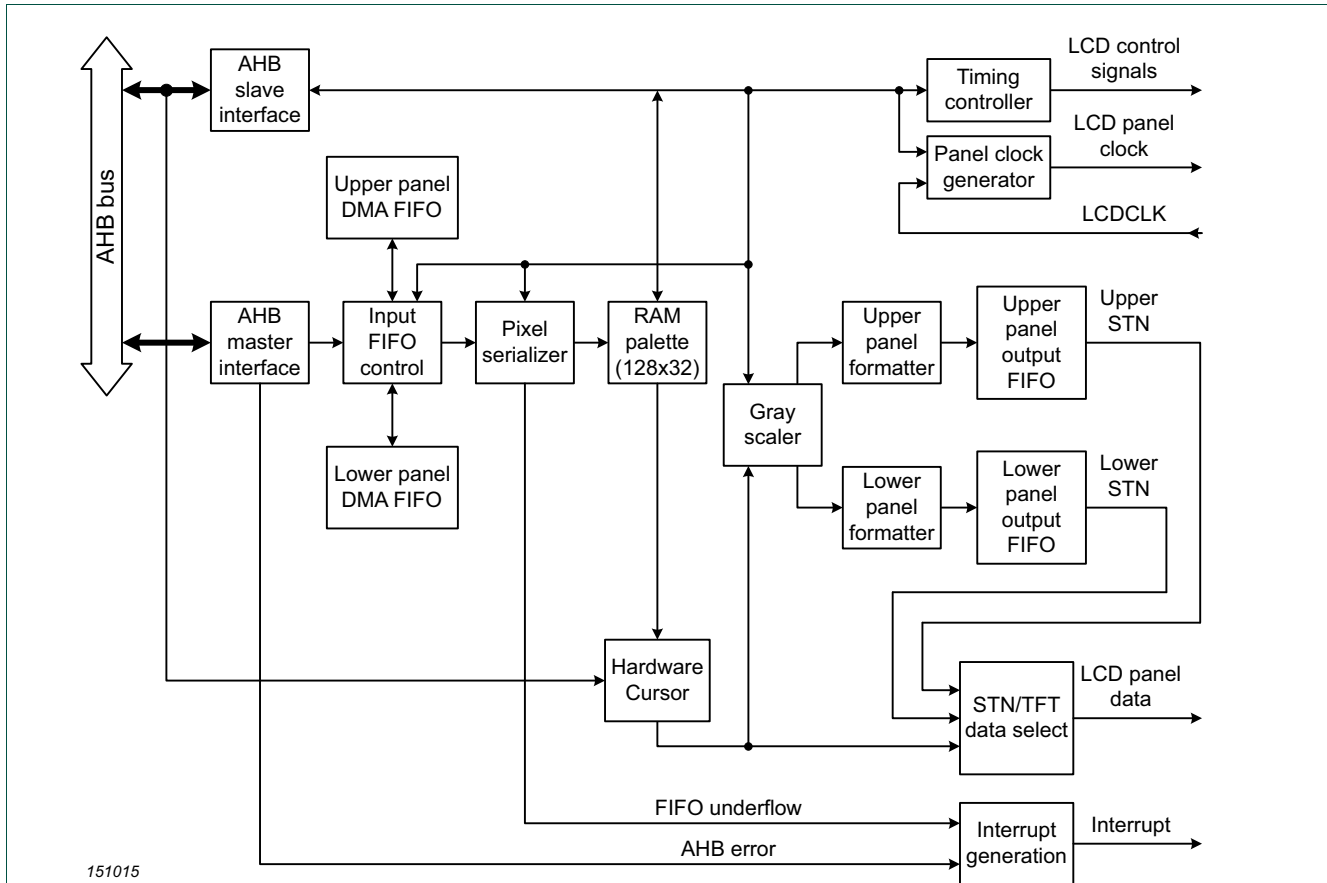 AHB bus
AHB
slave
interface
Timing
controller
LCD control
signals
Panel clock
generator
LCD panel
clock
LCDCLK
Upper panel
DMA FIFO
AHB
master
interface
Input
FIFO
control
Pixel
serializer
RAM
palette
(128x32)
Lower panel
DMA FIFO
Gray
scaler
Upper
panel
formatter
Upper
panel
output
FIFO
Upper
STN
Lower
panel
formatter
Lower
panel
output
FIFO
Lower
STN
Hardware
Cursor
STN/TFT
data select
LCD panel
data
FIFO underflow
AHB error
Interrupt
generation
Interrupt
151015